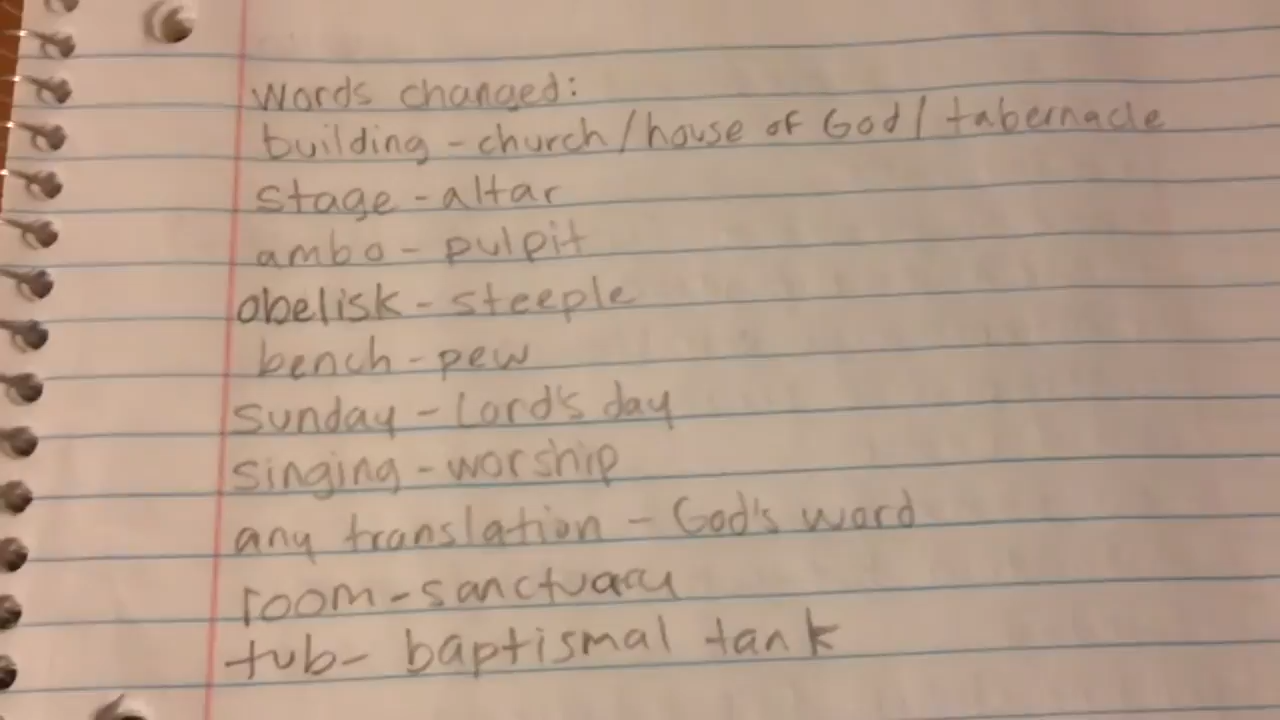 words changed:
building - church / house of God / tabernacle
stage - altar
ambo - pulpit
obelisk - steeple
bench - pew
Sunday - Lord's day
singing - worship
any translation - God's word
room - sanctuary
tub - baptismal tank